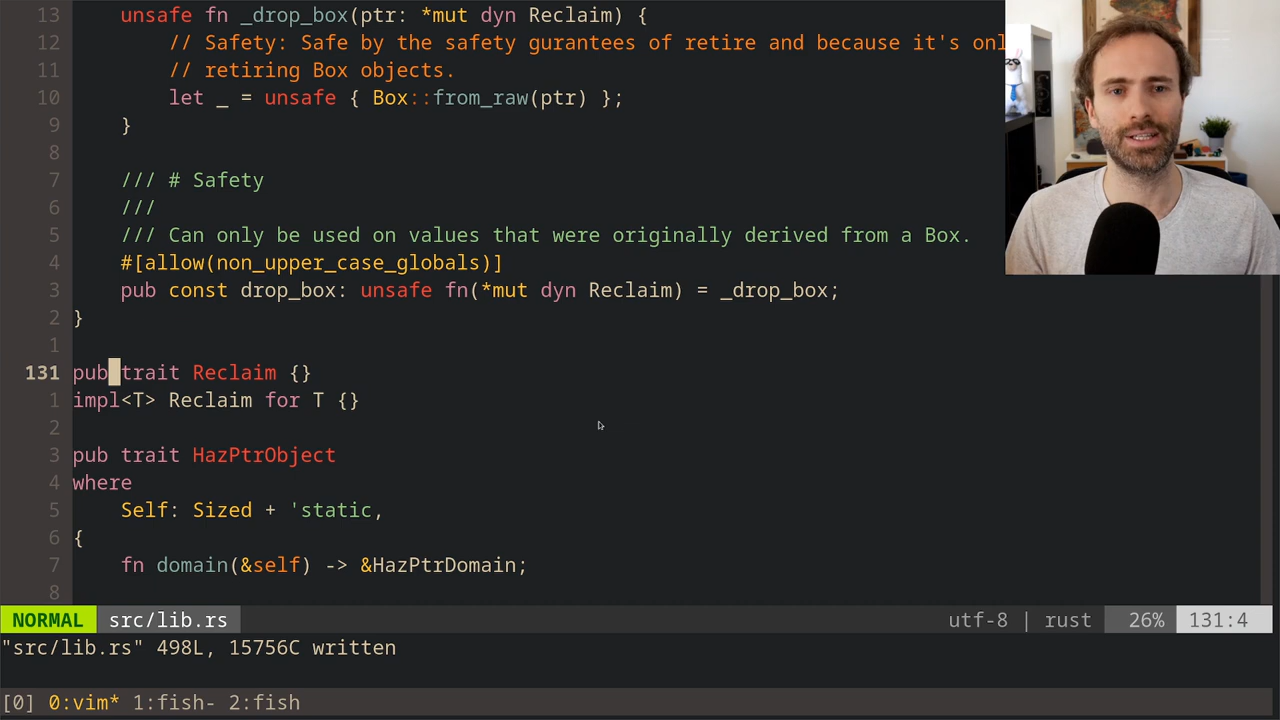 13 unsafe fn _drop_box(ptr: *mut dyn Reclaim) {
12 // Safety: Safe by the safety gurantees of retire and because it's onl
11 // retiring Box objects.
10 let _ = unsafe { Box::from_raw(ptr) };
9 }
8
7 /// # Safety
6 ///
5 /// Can only be used on values that were originally derived from a Box.
4 #[allow(non_upper_case_globals)]
3 pub const drop_box: unsafe fn(*mut dyn Reclaim) = _drop_box;
2 }
1
131 pub trait Reclaim {}
1 impl<T> Reclaim for T {}
2
3 pub trait HazPtrObject
4 where
5 Self: Sized + 'static,
6 {
7 fn domain(&self) -> &HazPtrDomain;
8
NORMAL src/lib.rs utf-8 | rust 26% 131:4
"src/lib.rs" 498L, 15756C written
[0] 0:vim* 1:fish- 2:fish